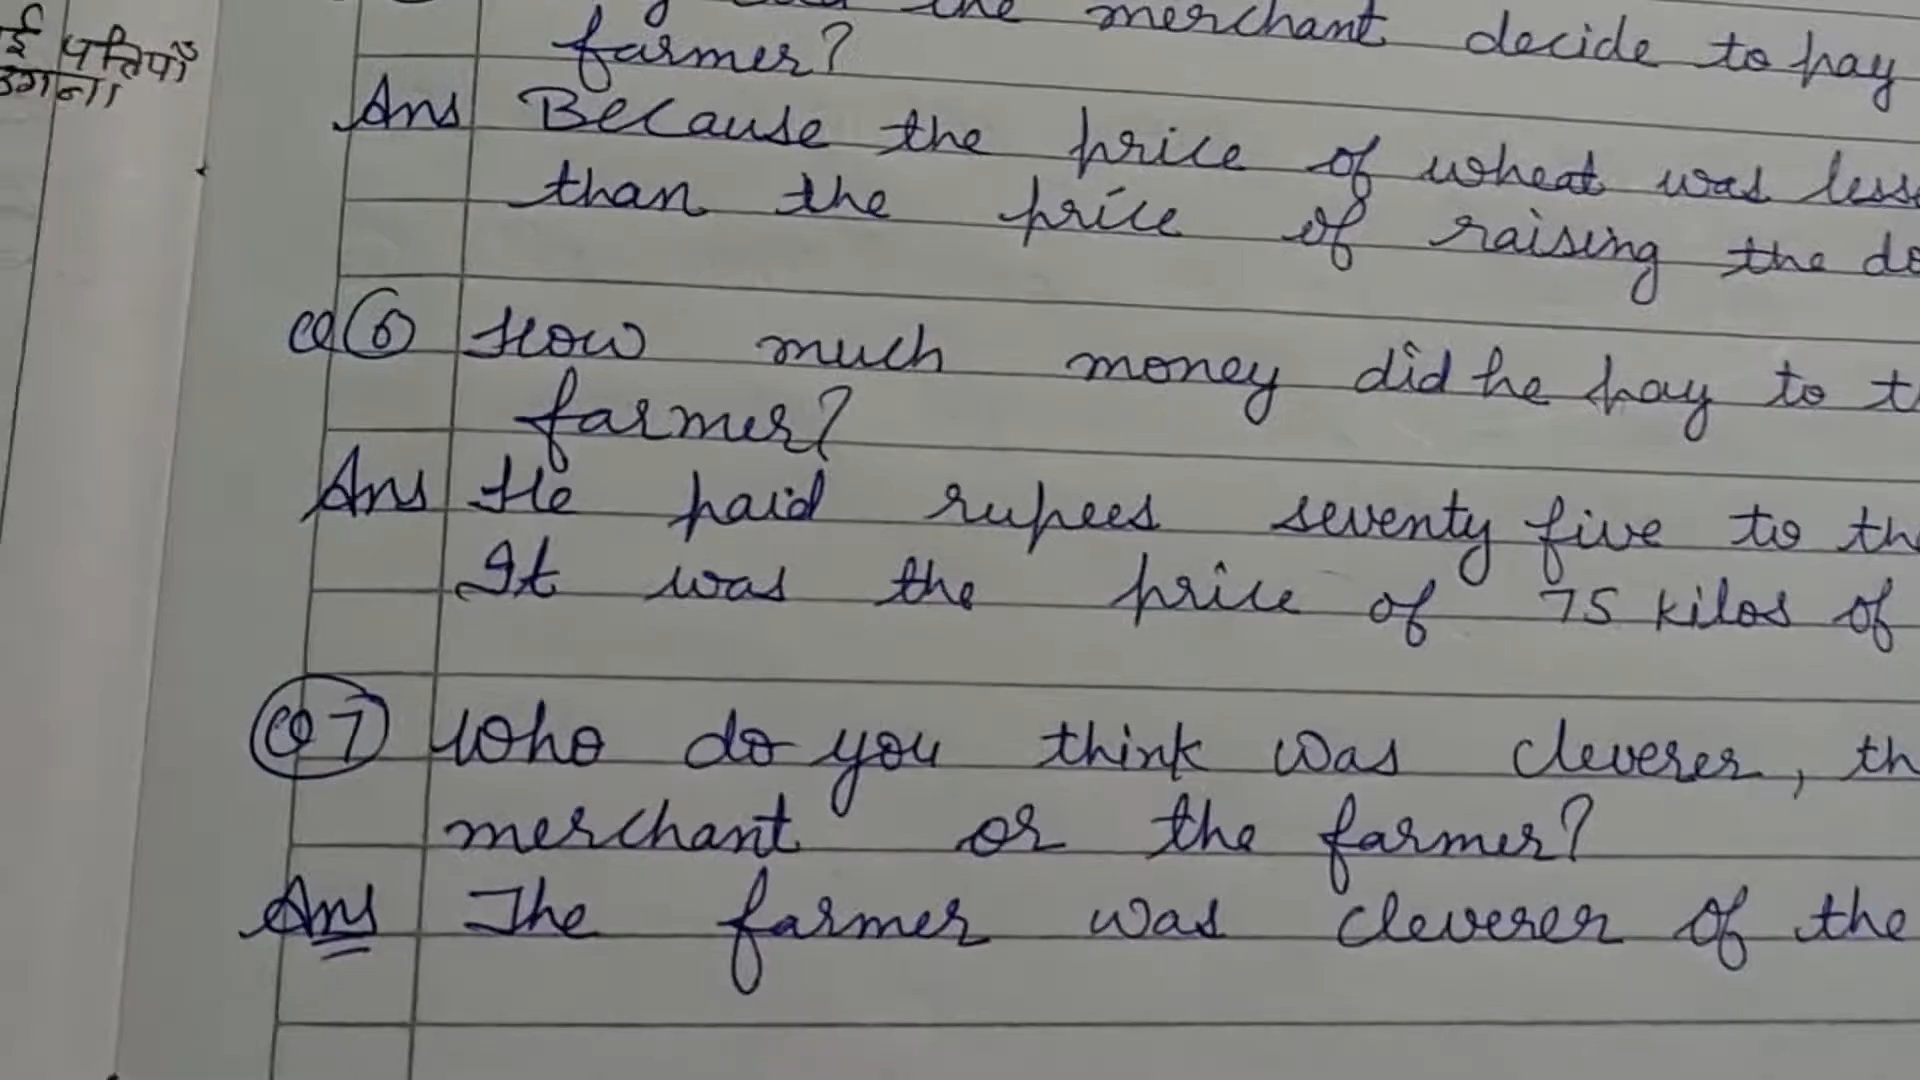 ई पत्तियाँ
उगना।
the merchant decide to pay
farmer?
Ans Because the price of wheat was less
than the price of raising the
Q6 How much money did he pay to
farmer?
Ans He paid rupees seventy five to
It was the price of 75 kilos of
Q7 Who do you think was cleverer,
merchant or the farmer?
Ans The farmer was cleverer of the